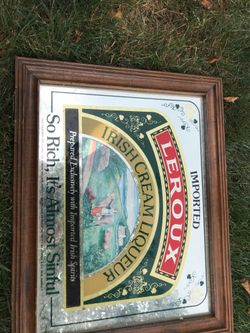 IMPORTED
LEROUX
IRISH CREAM LIQUEUR
Prepared Exclusively with Imported Irish Spirits
So Rich, It's Almost Sinful